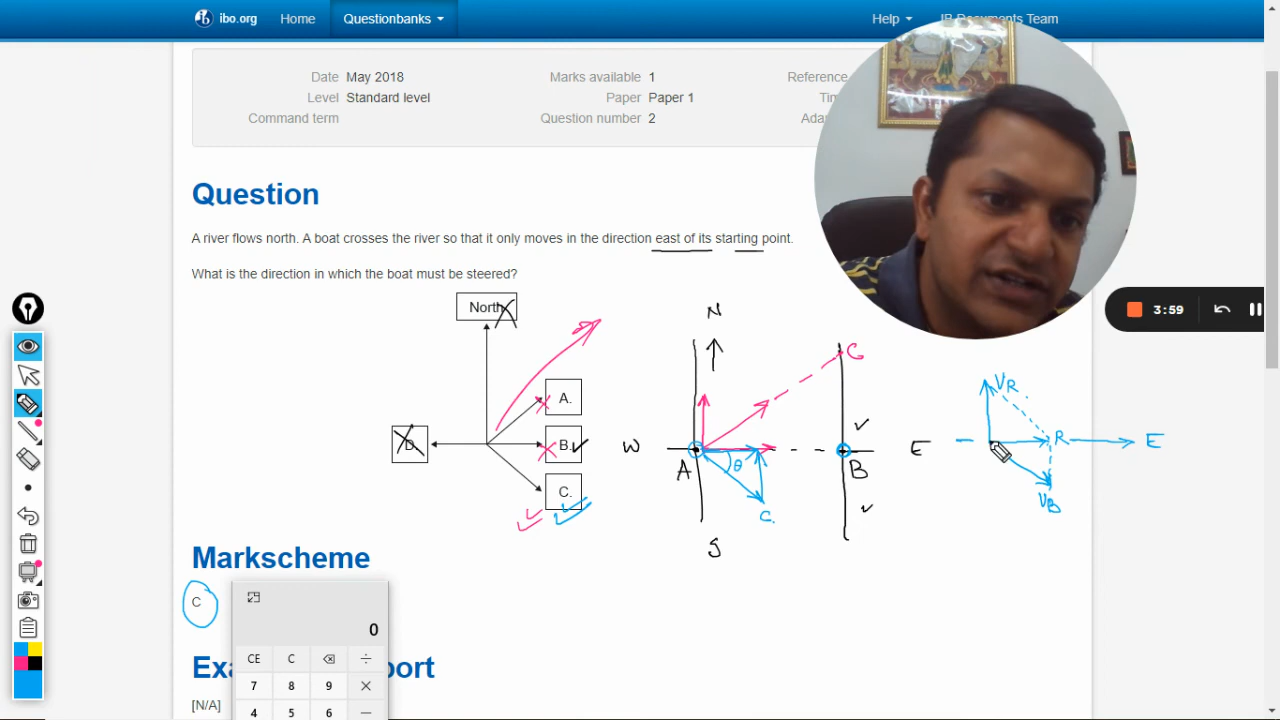 ibo.org Home Questionbanks Help IB Documents Team
Date May 2018 Marks available 1 Reference
Level Standard level Paper Paper 1
Command term Question number 2
Question
A river flows north. A boat crosses the river so that it only moves in the direction east of its starting point.
What is the direction in which the boat must be steered?
North
A.
B.
C.
D.
N
W
E
S
A
B
C
θ
C.
VR
R
E
VB
3:59
Markscheme
C
0
CE C ÷
7 8 9 ×
4 5 6 −
[N/A]